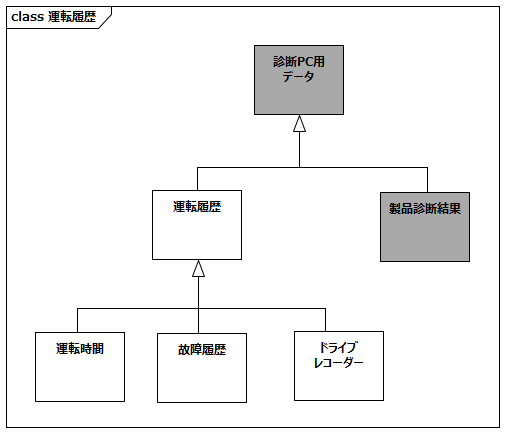 class 運転履歴
診断PC用
データ
運転履歴
製品診断結果
運転時間
故障履歴
ドライブ
レコーダー